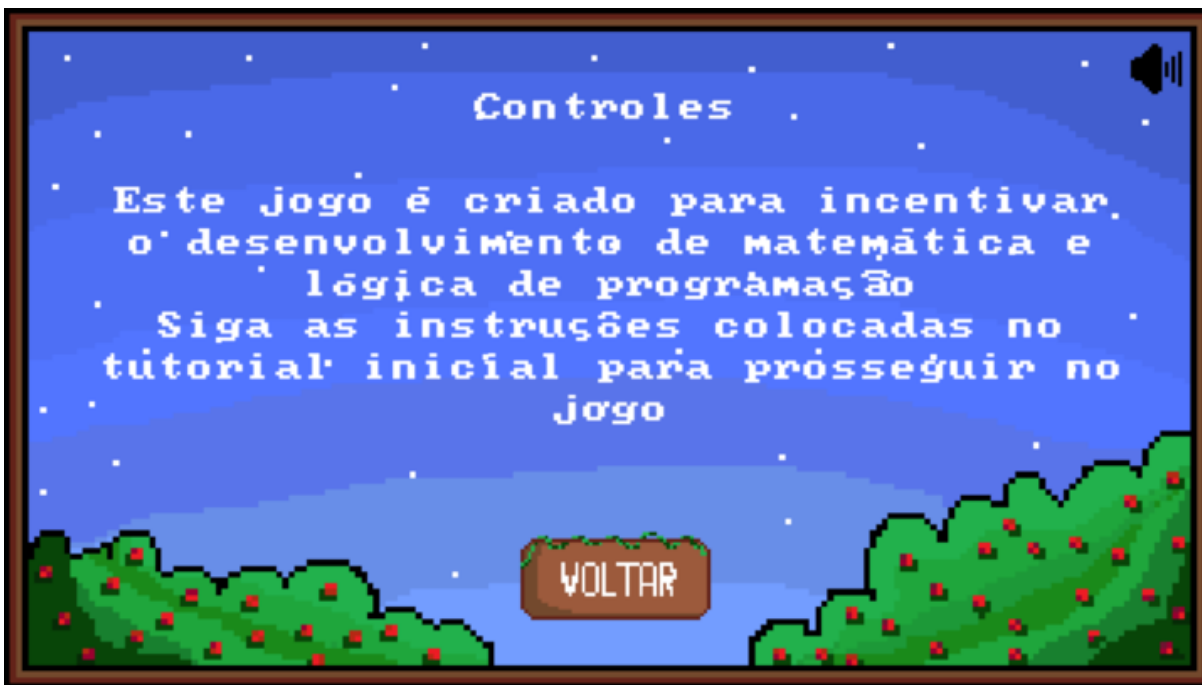 Controles
Este jogo é criado para incentivar
o desenvolvimento de matemática e
lógica de programação
Siga as instruções colocadas no
tutorial inicial para prosseguir no
jogo
VOLTAR